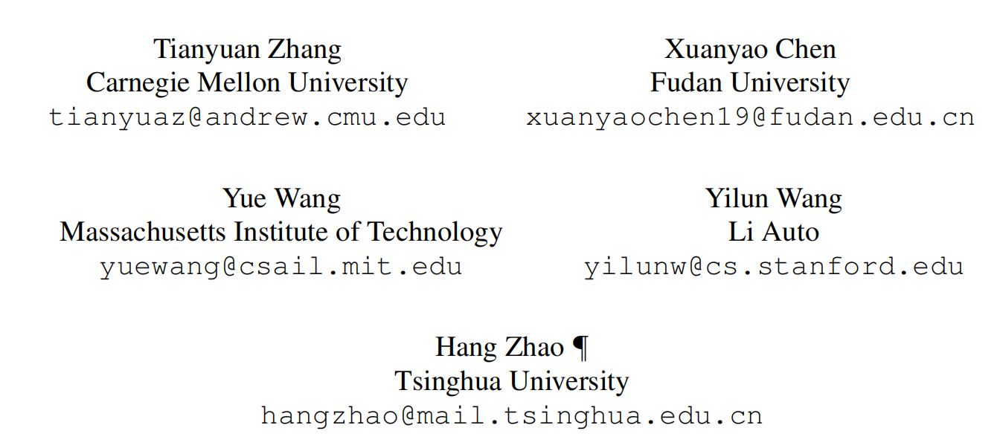 Tianyuan Zhang
Carnegie Mellon University
tianyuaz@andrew.cmu.edu
Xuanyao Chen
Fudan University
xuanyaochen19@fudan.edu.cn
Yue Wang
Massachusetts Institute of Technology
yuewang@csail.mit.edu
Yilun Wang
Li Auto
yilunw@cs.stanford.edu
Hang Zhao ¶
Tsinghua University
hangzhao@mail.tsinghua.edu.cn